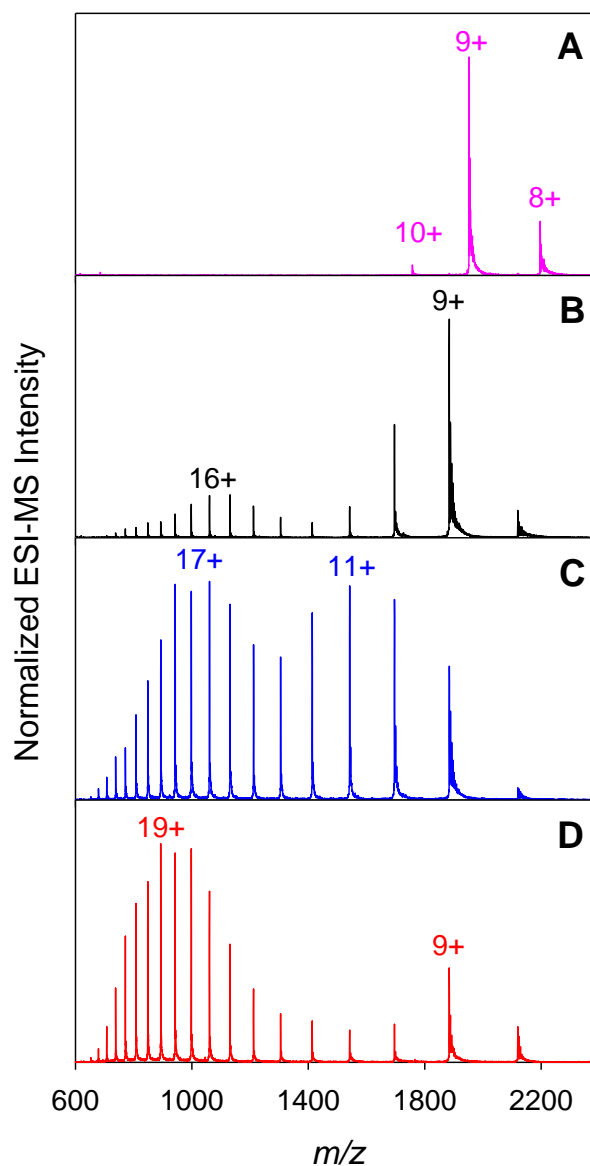 A
9+
8+
10+
B
9+
16+
C
17+
11+
D
19+
9+
Normalized ESI-MS Intensity
600 1000 1400 1800 2200
m/z